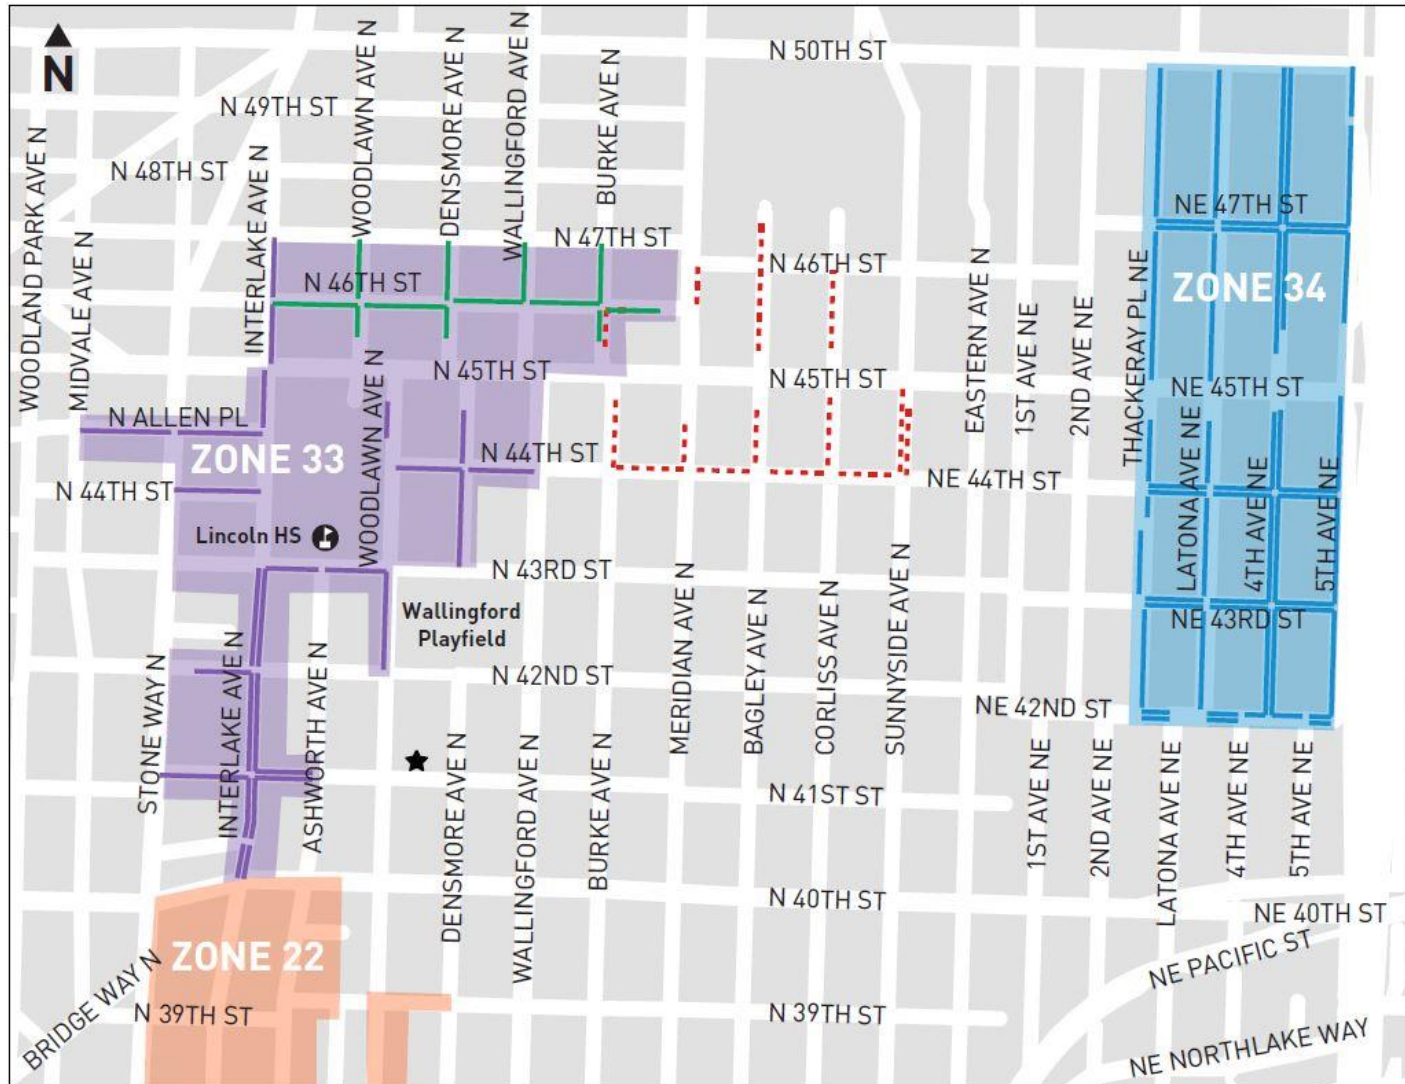 N
N 50TH ST
N 49TH ST
N 48TH ST
WOODLAND PARK AVE N
MIDVALE AVE N
INTERLAKE AVE N
WOODLAWN AVE N
DENSMORE AVE N
WALLINGFORD AVE N
BURKE AVE N
N 47TH ST
NE 47TH ST
N 46TH ST
N 46TH ST
ZONE 34
EASTERN AVE N
1ST AVE NE
2ND AVE NE
THACKERAY PL NE
N 45TH ST
N 45TH ST
NE 45TH ST
N ALLEN PL
ZONE 33
WOODLAWN AVE N
N 44TH ST
N 44TH ST
NE 44TH ST
LATONA AVE NE
4TH AVE NE
5TH AVE NE
Lincoln HS
N 43RD ST
NE 43RD ST
Wallingford
Playfield
MERIDIAN AVE N
BAGLEY AVE N
CORLISS AVE N
SUNNYSIDE AVE N
N 42ND ST
NE 42ND ST
STONE WAY N
INTERLAKE AVE N
ASHWORTH AVE N
DENSMORE AVE N
WALLINGFORD AVE N
BURKE AVE N
N 41ST ST
1ST AVE NE
2ND AVE NE
LATONA AVE NE
4TH AVE NE
5TH AVE NE
N 40TH ST
NE 40TH ST
ZONE 22
BRIDGE WAY N
NE PACIFIC ST
N 39TH ST
N 39TH ST
NE NORTHLAKE WAY